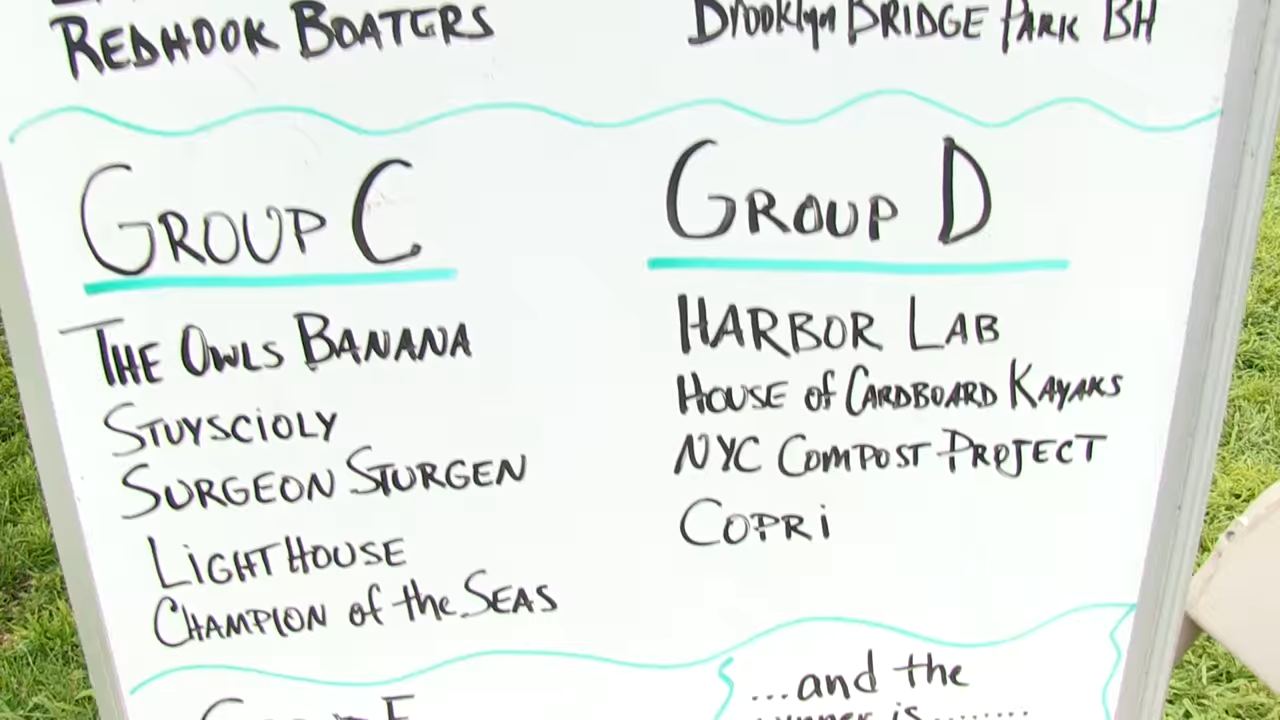 REDHOOK BOATERS
Brooklyn BRIDGE PARK BH
GROUP C
THE OWLS BANANA
STUYSCIOLY
SURGEON STURGEN
LIGHTHOUSE
CHAMPION of the SEAS
GROUP D
HARBOR LAB
HOUSE of CARDBOARD KAYAKS
NYC COMPOST PROJECT
COPRi
...and the
is........